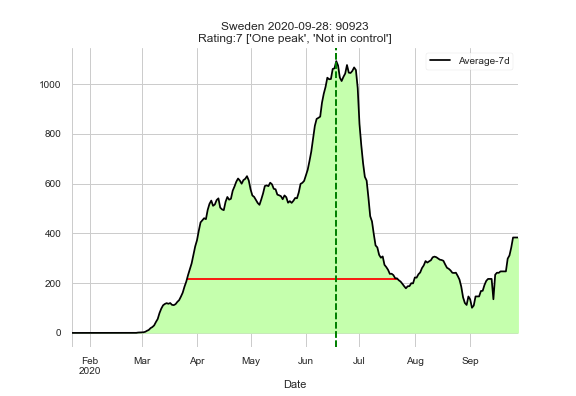 Sweden 2020-09-28: 90923
Rating:7 ['One peak', 'Not in control']
Average-7d
1000
800
600
400
200
0
Feb Mar Apr May Jun Jul Aug Sep
2020
Date